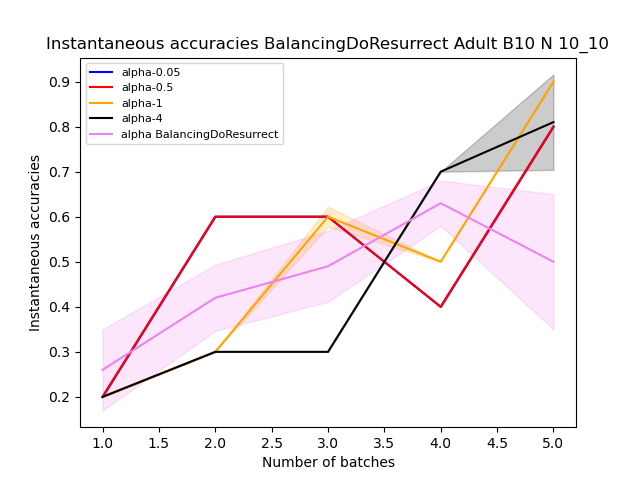 Instantaneous accuracies BalancingDoResurrect Adult B10 N 10_10
alpha-0.05
alpha-0.5
alpha-1
alpha-4
alpha BalancingDoResurrect
Instantaneous accuracies
0.9
0.8
0.7
0.6
0.5
0.4
0.3
0.2
1.0 1.5 2.0 2.5 3.0 3.5 4.0 4.5 5.0
Number of batches